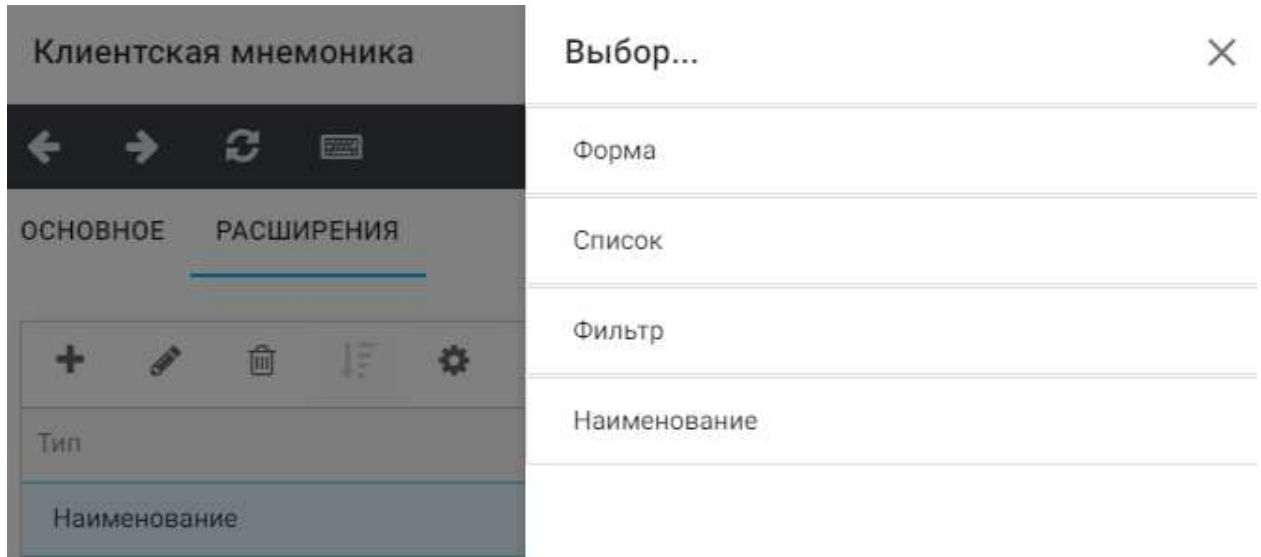 Клиентская мнемоника
ОСНОВНОЕ РАСШИРЕНИЯ
Тип
Наименование
Выбор...
Форма
Список
Фильтр
Наименование